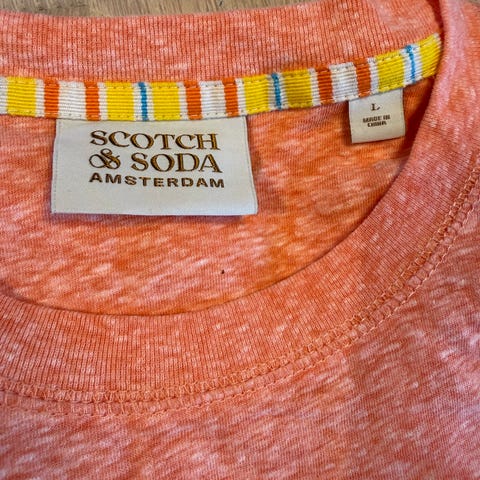 SCOTCH
& SODA
AMSTERDAM
L
MADE IN
CHINA